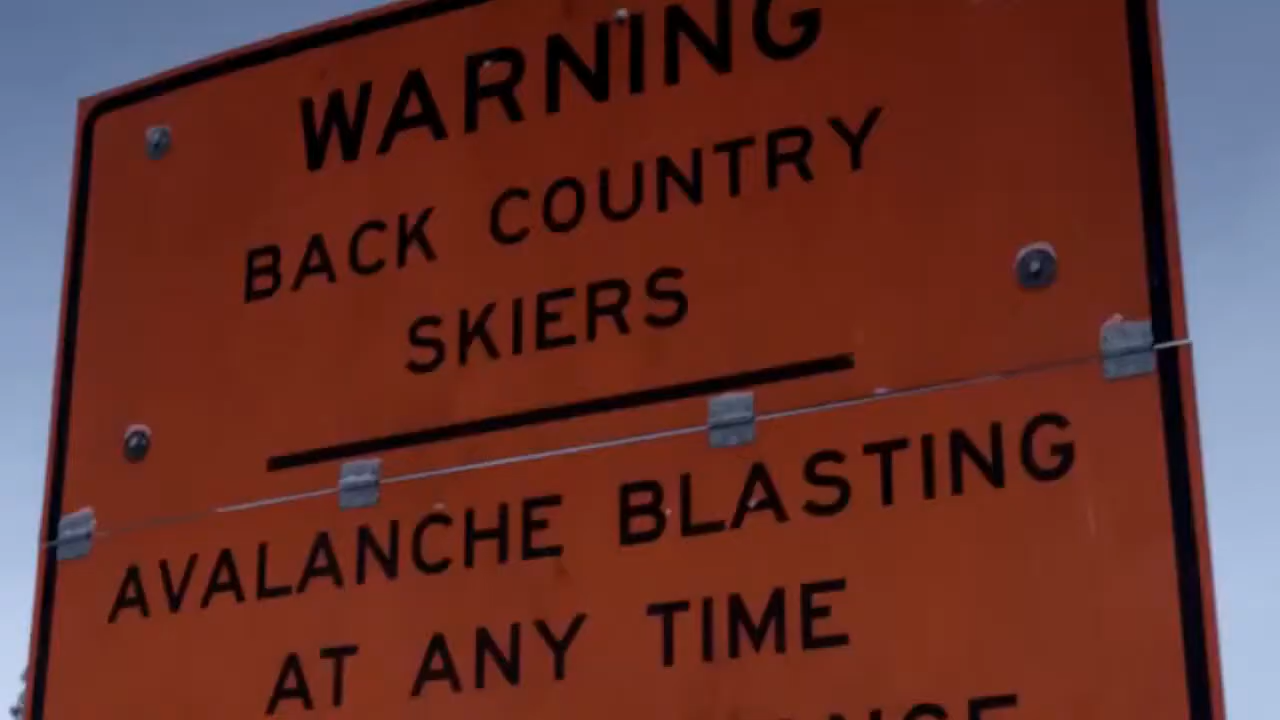 WARNING
BACK COUNTRY
SKIERS
AVALANCHE BLASTING
AT ANY TIME